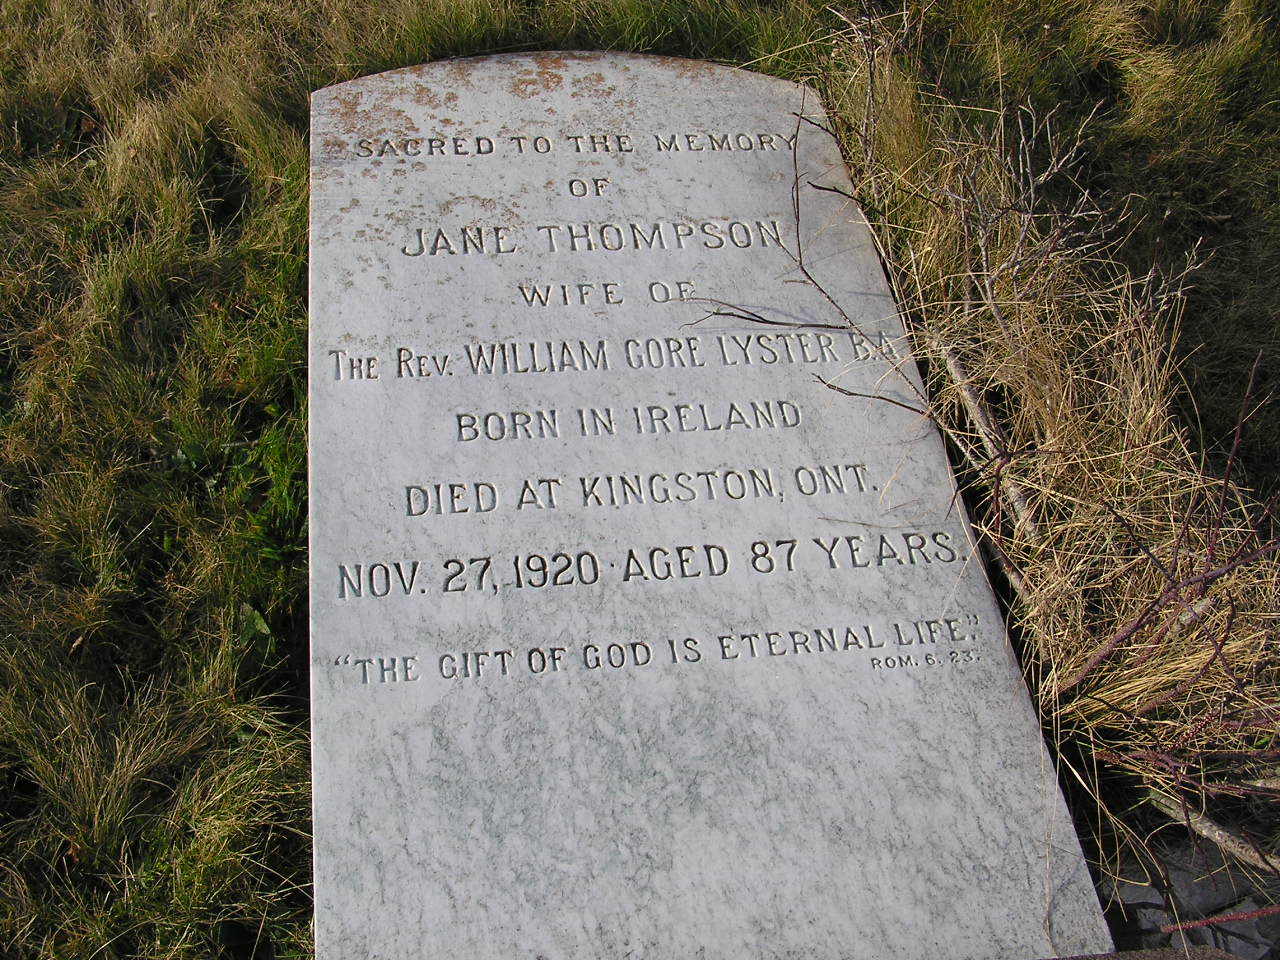 SACRED TO THE MEMORY
OF
JANE THOMPSON
WIFE OF
THE REV. WILLIAM GORE LYSTER B.A.
BORN IN IRELAND
DIED AT KINGSTON, ONT.
NOV. 27, 1920 · AGED 87 YEARS.
"THE GIFT OF GOD IS ETERNAL LIFE."
ROM. 6. 23.